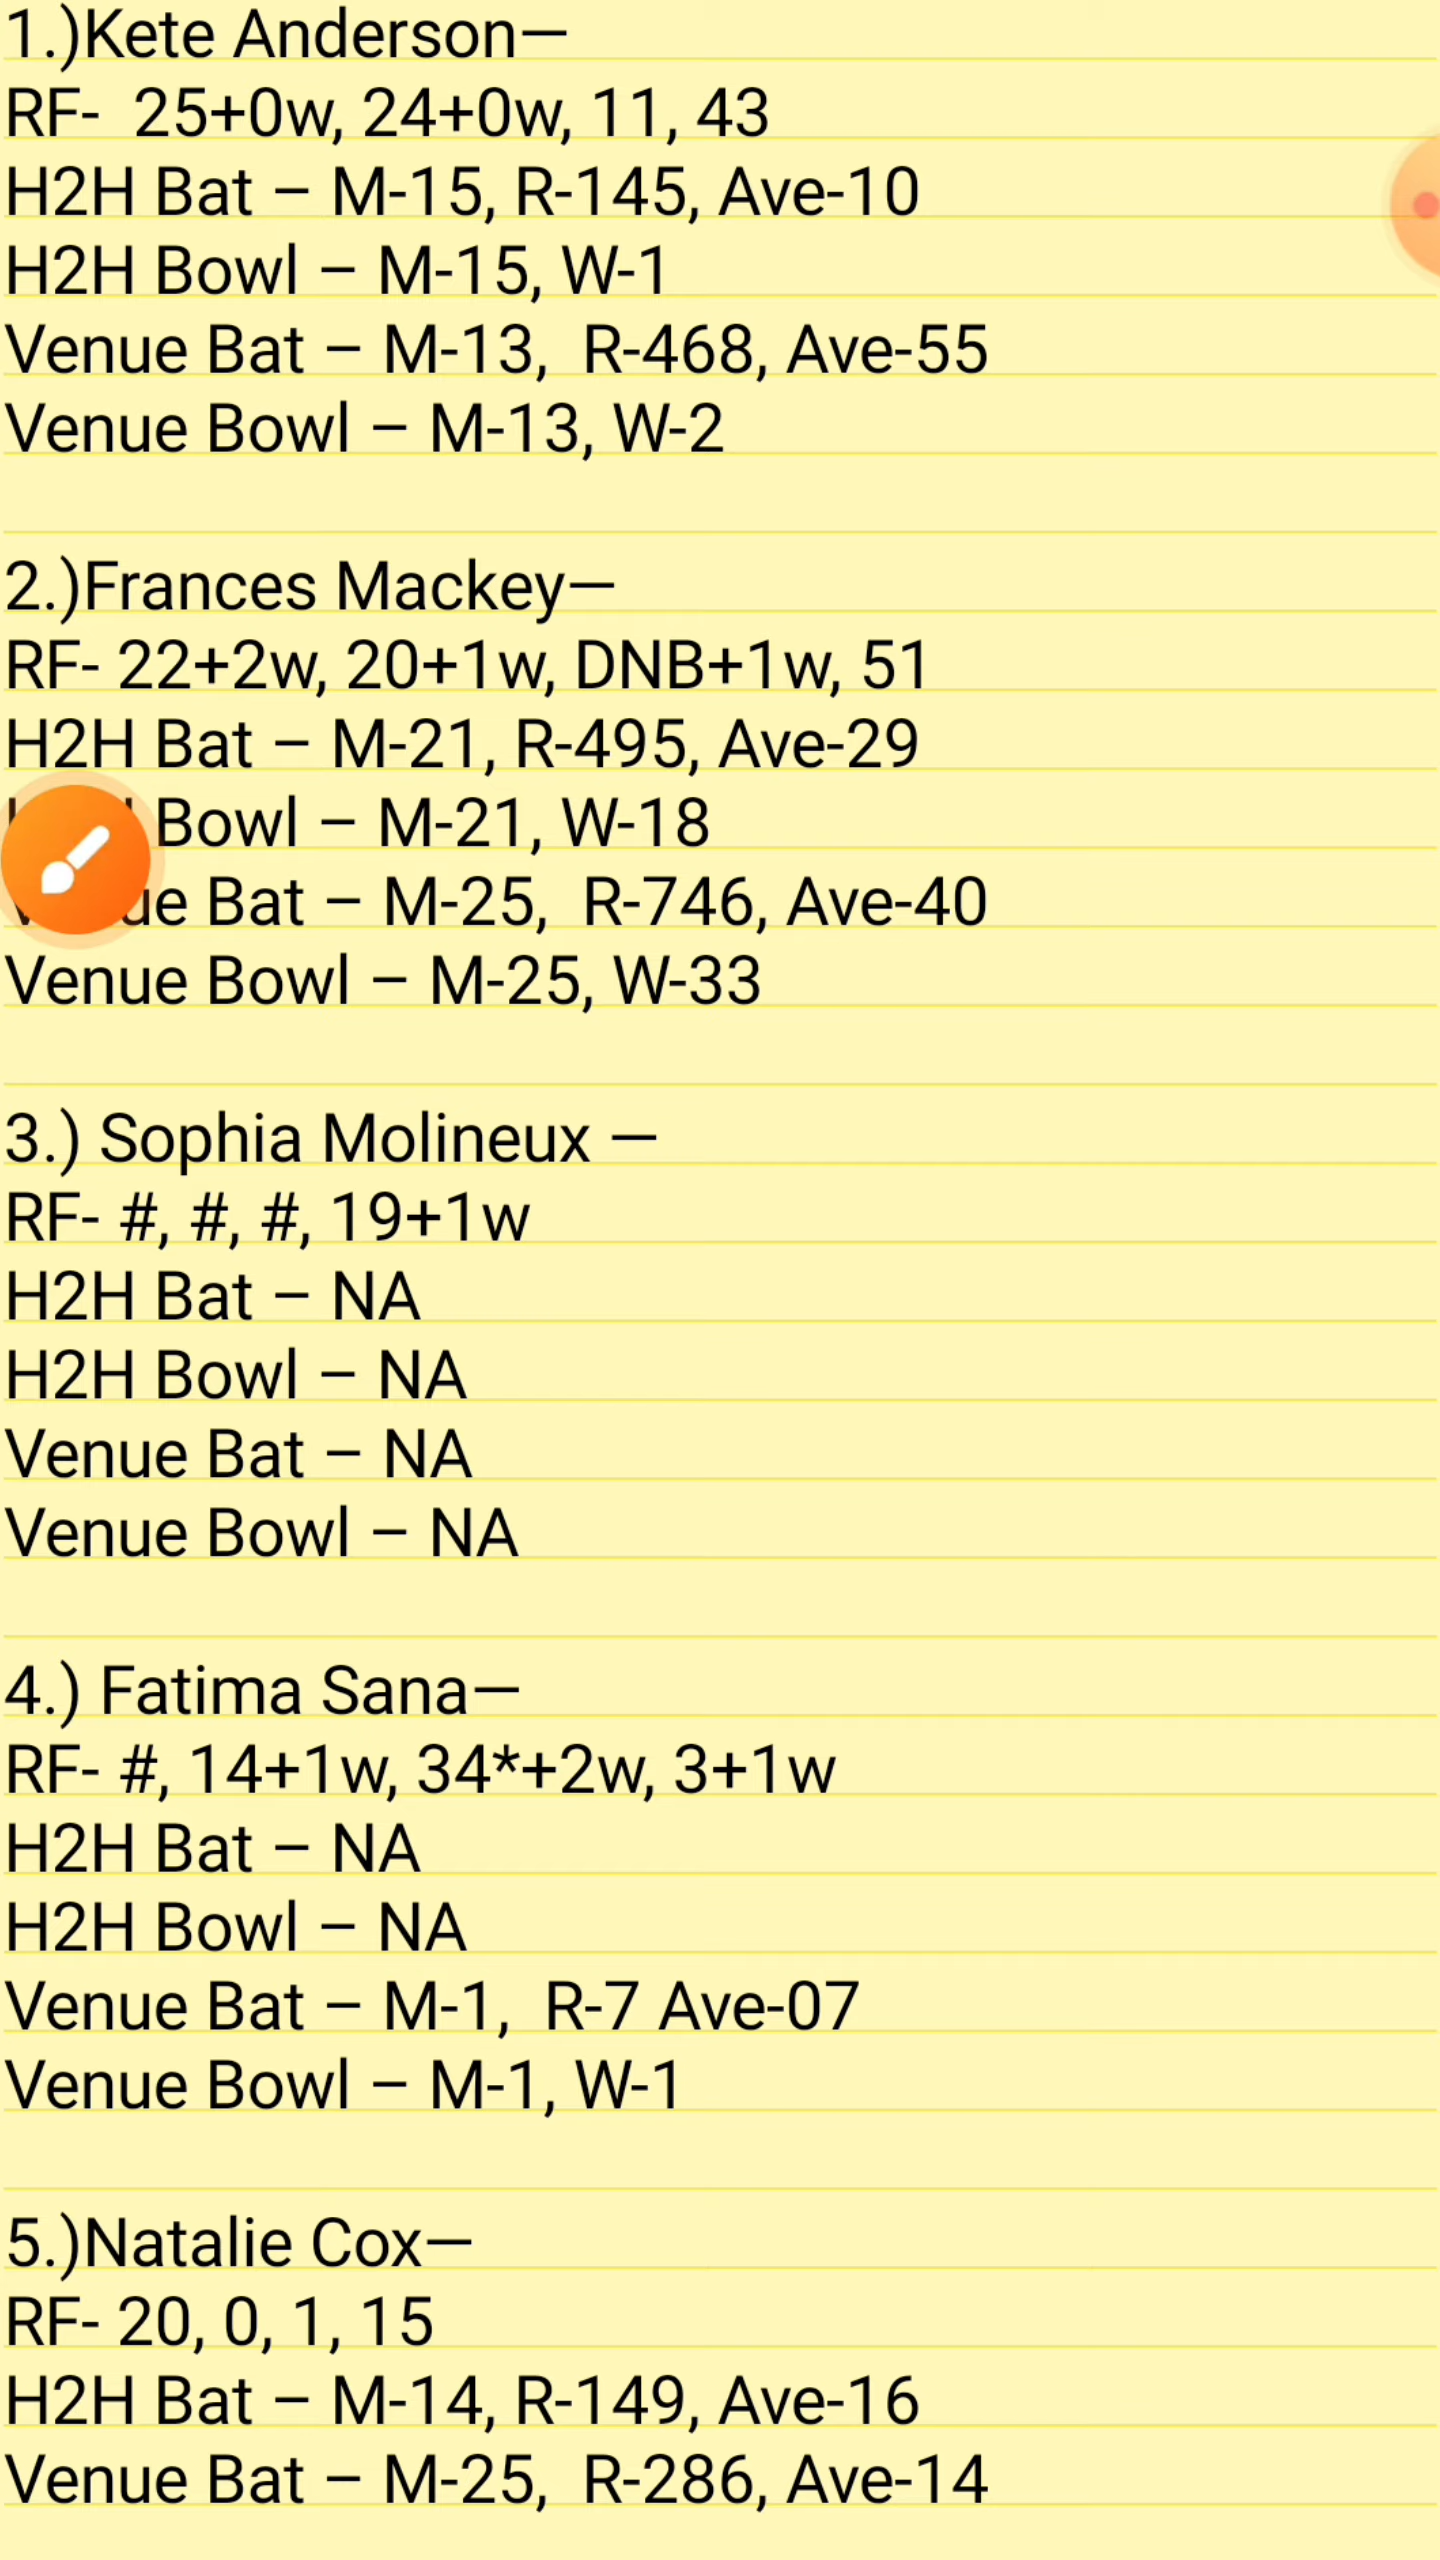 1.)Kete Anderson—
RF-  25+0w, 24+0w, 11, 43
H2H Bat – M-15, R-145, Ave-10
H2H Bowl – M-15, W-1
Venue Bat – M-13,  R-468, Ave-55
Venue Bowl – M-13, W-2
2.)Frances Mackey—
RF- 22+2w, 20+1w, DNB+1w, 51
H2H Bat – M-21, R-495, Ave-29
Bowl – M-21, W-18
Bat – M-25,  R-746, Ave-40
Venue Bowl – M-25, W-33
3.) Sophia Molineux —
RF- #, #, #, 19+1w
H2H Bat – NA
H2H Bowl – NA
Venue Bat – NA
Venue Bowl – NA
4.) Fatima Sana—
RF- #, 14+1w, 34*+2w, 3+1w
H2H Bat – NA
H2H Bowl – NA
Venue Bat – M-1,  R-7 Ave-07
Venue Bowl – M-1, W-1
5.)Natalie Cox—
RF- 20, 0, 1, 15
H2H Bat – M-14, R-149, Ave-16
Venue Bat – M-25,  R-286, Ave-14